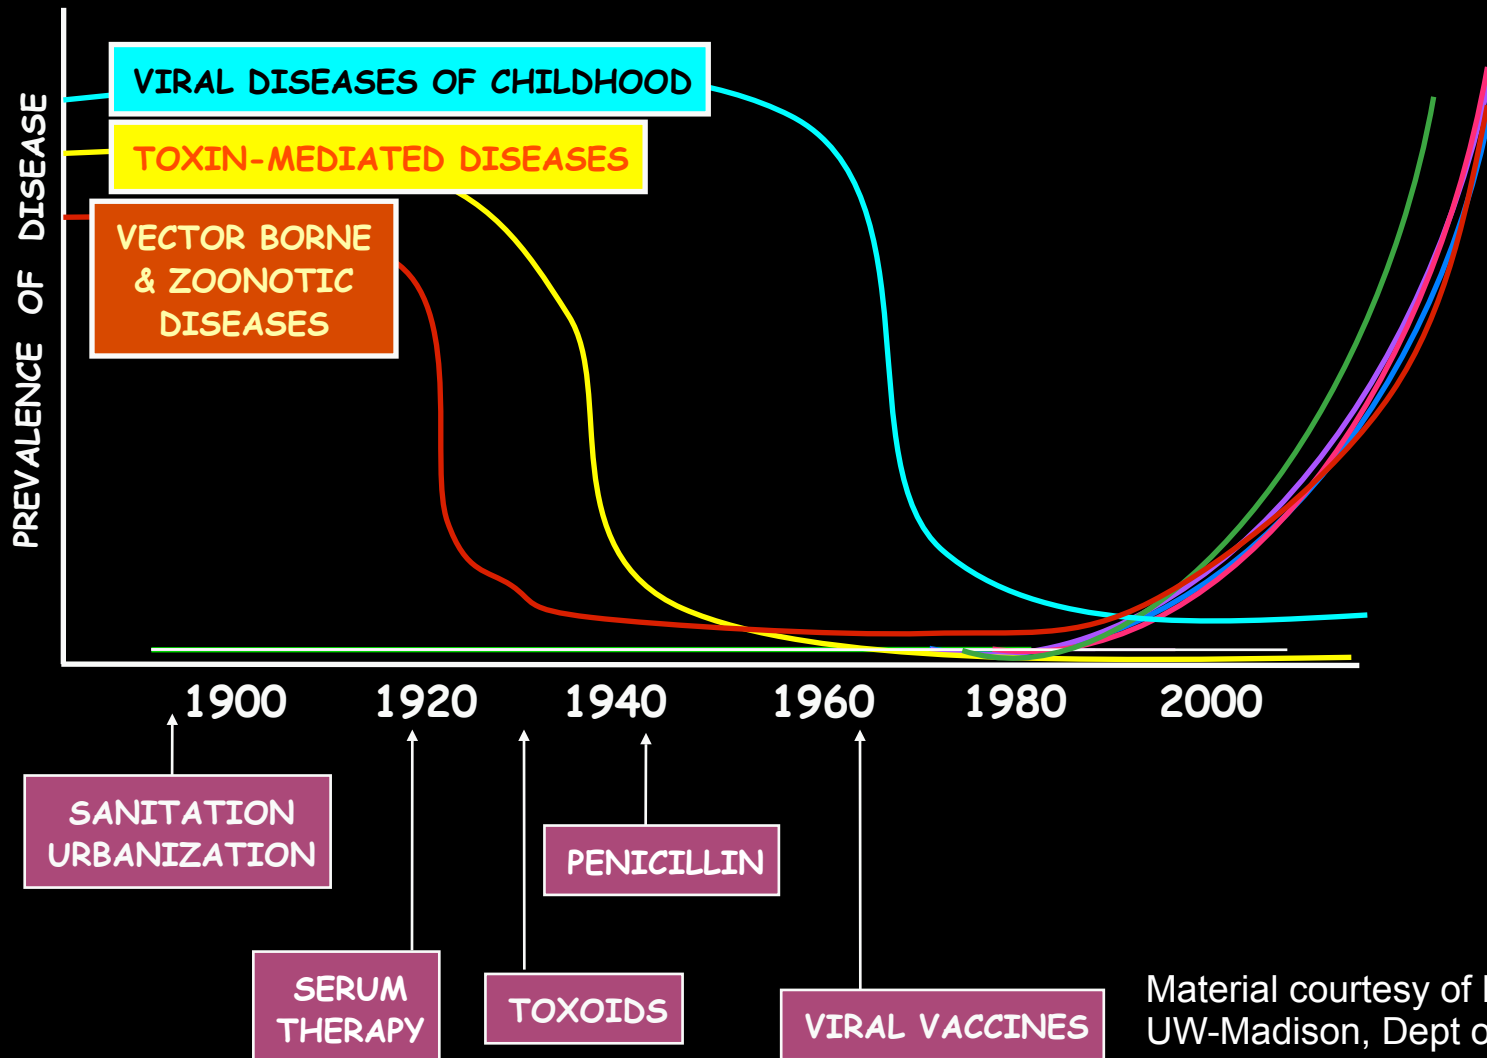 PREVALENCE OF DISEASE
VIRAL DISEASES OF CHILDHOOD
TOXIN-MEDIATED DISEASES
VECTOR BORNE
& ZOONOTIC
DISEASES
1900 1920 1940 1960 1980 2000
SANITATION
URBANIZATION
PENICILLIN
SERUM
THERAPY
TOXOIDS
VIRAL VACCINES
Material courtesy of
UW-Madison, Dept